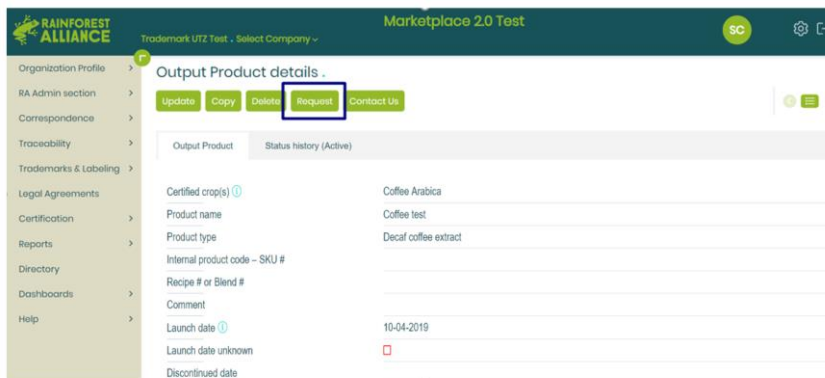 RAINFOREST
ALLIANCE
Trademark UTZ Test . Select Company
Marketplace 2.0 Test
SC
Organization Profile
RA Admin section
Correspondence
Traceability
Trademarks & Labeling
Legal Agreements
Certification
Reports
Directory
Dashboards
Help
Output Product details .
Update Copy Delete Request Contact Us
Output Product Status history (Active)
Certified crop(s) Coffee Arabica
Product name Coffee test
Product type Decaf coffee extract
Internal product code – SKU #
Recipe # or Blend #
Comment
Launch date 10-04-2019
Launch date unknown
Discontinued date